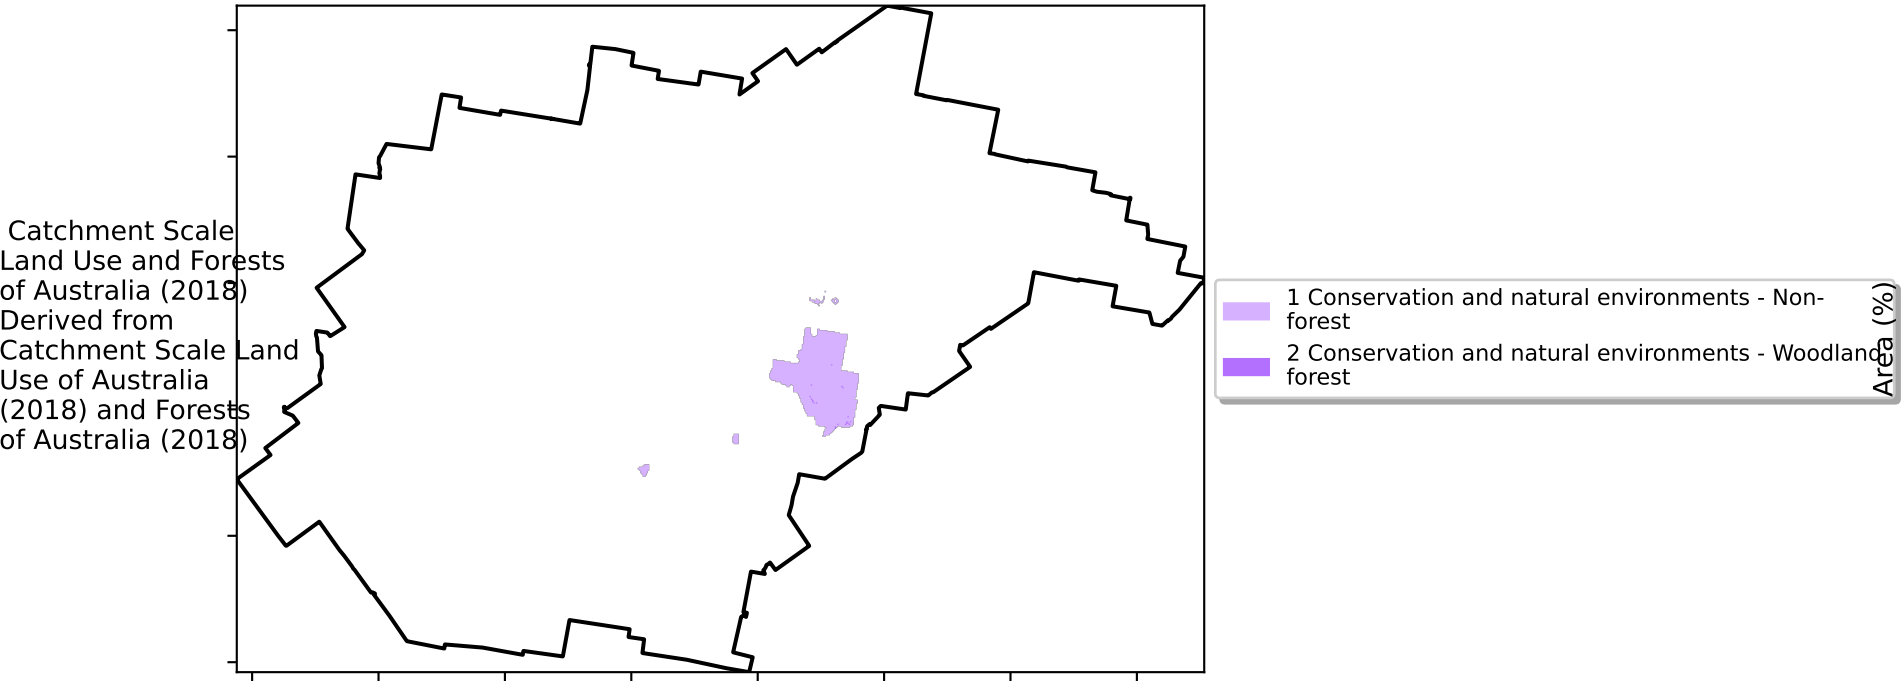 Catchment Scale
Land Use and Forests
of Australia (2018)
Derived from
Catchment Scale Land
Use of Australia
(2018) and Forests
of Australia (2018)
1 Conservation and natural environments - Non-
forest
2 Conservation and natural environments - Woodland
forest
Area (%)